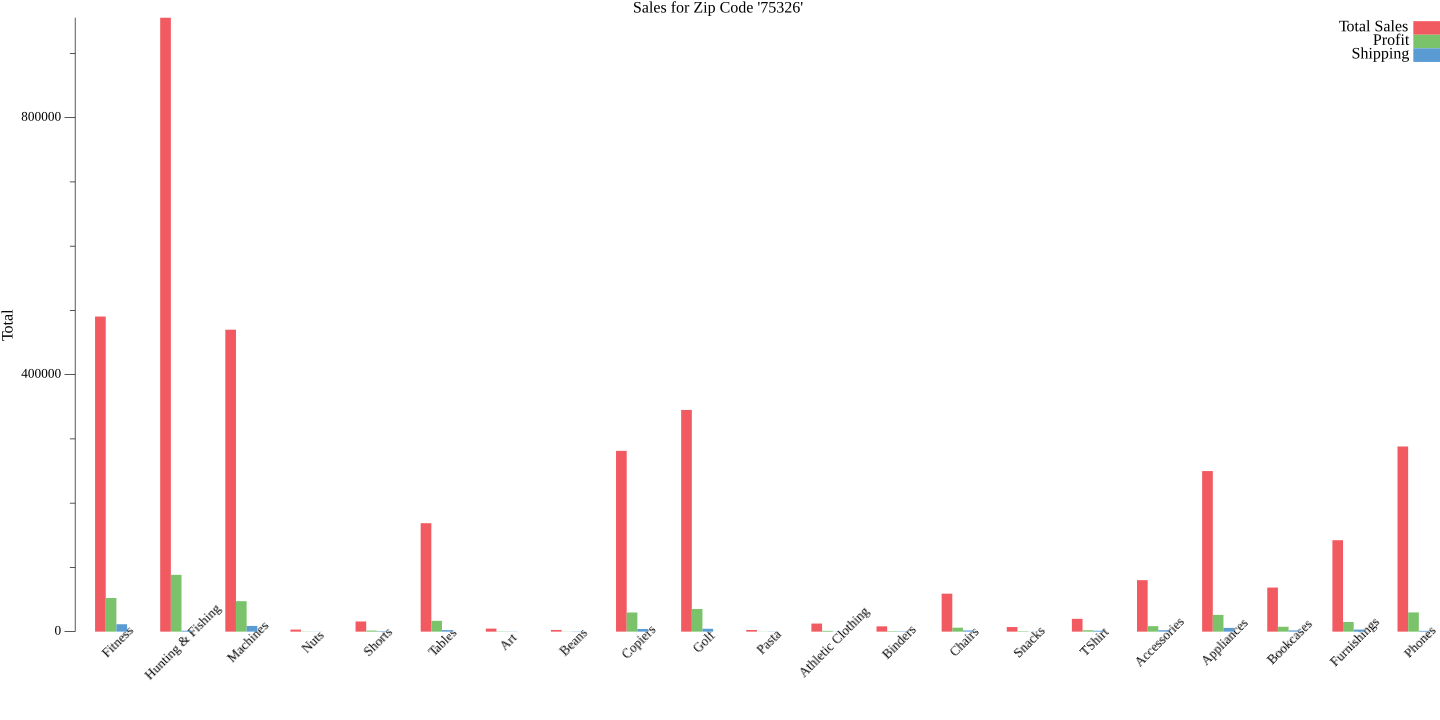 Sales for Zip Code '75326'
Total Sales
Profit
Shipping
800000
400000
0
Total
Fitness
Hunting & Fishing
Machines
Nuts
Shorts
Tables
Art
Beans
Copiers
Golf
Pasta
Athletic Clothing
Binders
Chairs
Snacks
TShirt
Accessories
Appliances
Bookcases
Furnishings
Phones